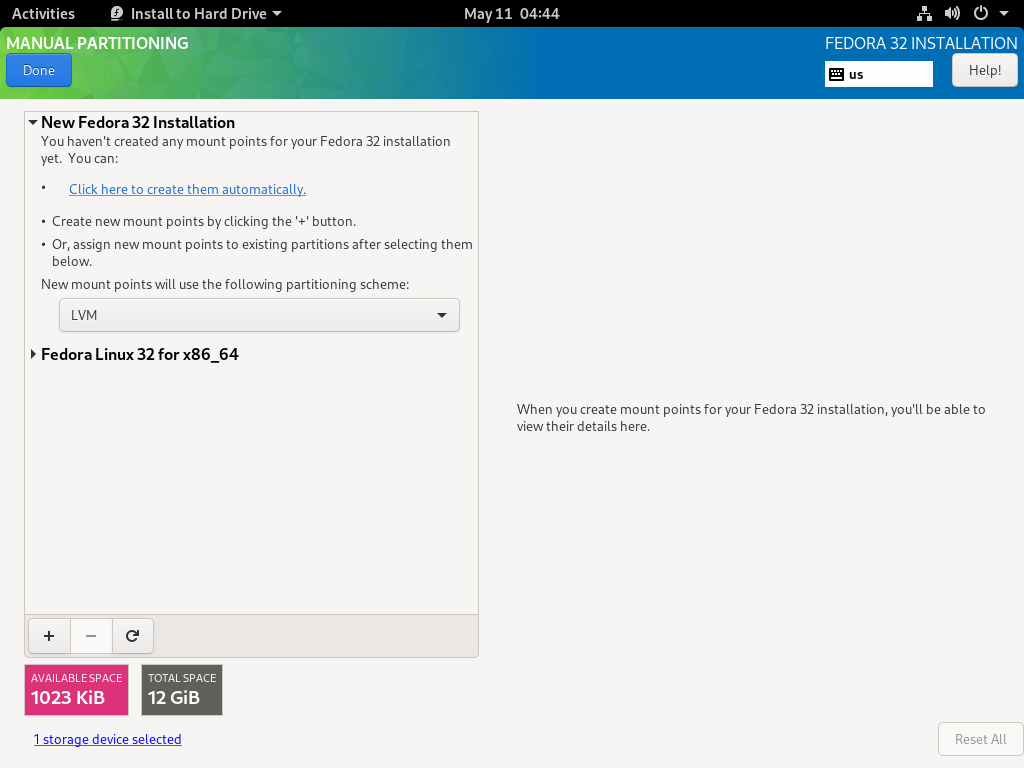 Activities Install to Hard Drive May 11 04:44
MANUAL PARTITIONING FEDORA 32 INSTALLATION
Done us Help!
New Fedora 32 Installation
You haven't created any mount points for your Fedora 32 installation
yet. You can:
• Click here to create them automatically.
• Create new mount points by clicking the '+' button.
• Or, assign new mount points to existing partitions after selecting them
below.
New mount points will use the following partitioning scheme:
LVM
Fedora Linux 32 for x86_64
When you create mount points for your Fedora 32 installation, you'll be able to
view their details here.
+ −
AVAILABLE SPACE TOTAL SPACE
1023 KiB 12 GiB
1 storage device selected Reset All